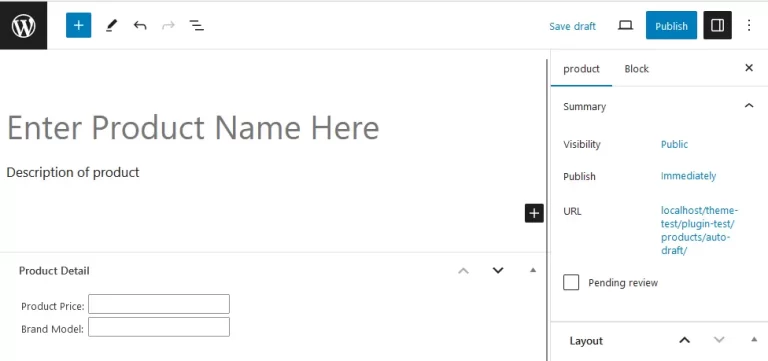 Save draft
Publish
product
Block
Summary
Enter Product Name Here
Description of product
Visibility
Public
Publish
Immediately
URL
localhost/theme-
test/plugin-test/
products/auto-
draft/
Pending review
Product Detail
Product Price:
Brand Model:
Layout